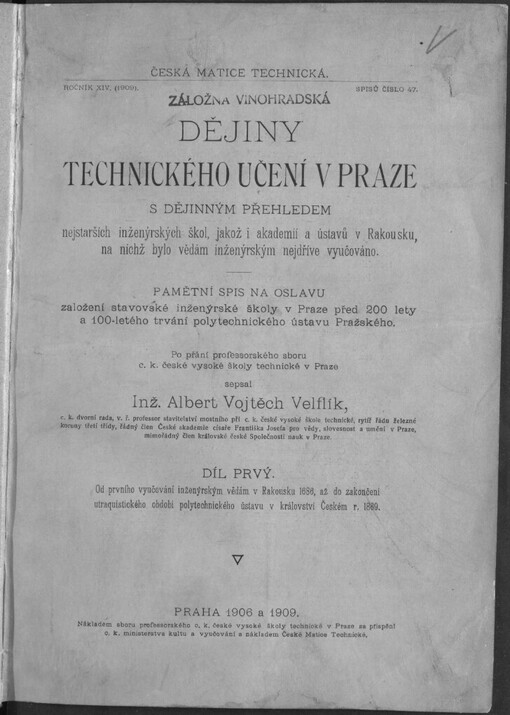 ČESKÁ MATICE TECHNICKÁ.
ROČNÍK XIV. (1909). SPISŮ ČÍSLO 47.
ZÁLOŽNA VINOHRADSKÁ
DĚJINY
TECHNICKÉHO UČENÍ V PRAZE
S DĚJINNÝM PŘEHLEDEM
nejstarších inženýrských škol, jakož i akademií a ústavů v Rakousku,
na nichž bylo vědám inženýrským nejdříve vyučováno.
PAMĚTNÍ SPIS NA OSLAVU
založení stavovské inženýrské školy v Praze před 200 lety
a 100-letého trvání polytechnického ústavu Pražského.
Po přání professorského sboru
c. k. české vysoké školy technické v Praze
sepsal
Inž. Albert Vojtěch Velflík,
c. k. dvorní rada, v. ř. professor stavitelství mostního při c. k. české vysoké škole technické, rytíř řádu železné
koruny třetí třídy, řádný člen České akademie císaře Františka Josefa pro vědy, slovesnost a umění v Praze,
mimořádný člen královské české Společnosti nauk v Praze.
DÍL PRVÝ.
Od prvního vyučování inženýrským vědám v Rakousku 1686, až do zakončení
utraquistického období polytechnického ústavu v království Českém r. 1869.
PRAHA 1906 a 1909.
Nákladem sboru professorského c. k. české vysoké školy technické v Praze za přispění
c. k. ministerstva kultu a vyučování a nákladem České Matice Technické.